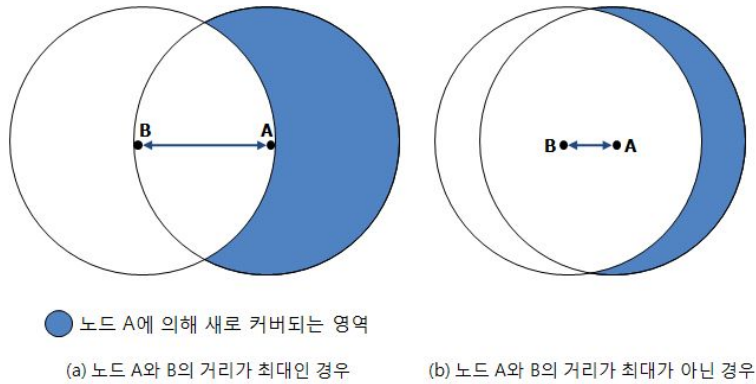 B A
B A
노드 A에 의해 새로 커버되는 영역
(a) 노드 A와 B의 거리가 최대인 경우
(b) 노드 A와 B의 거리가 최대가 아닌 경우